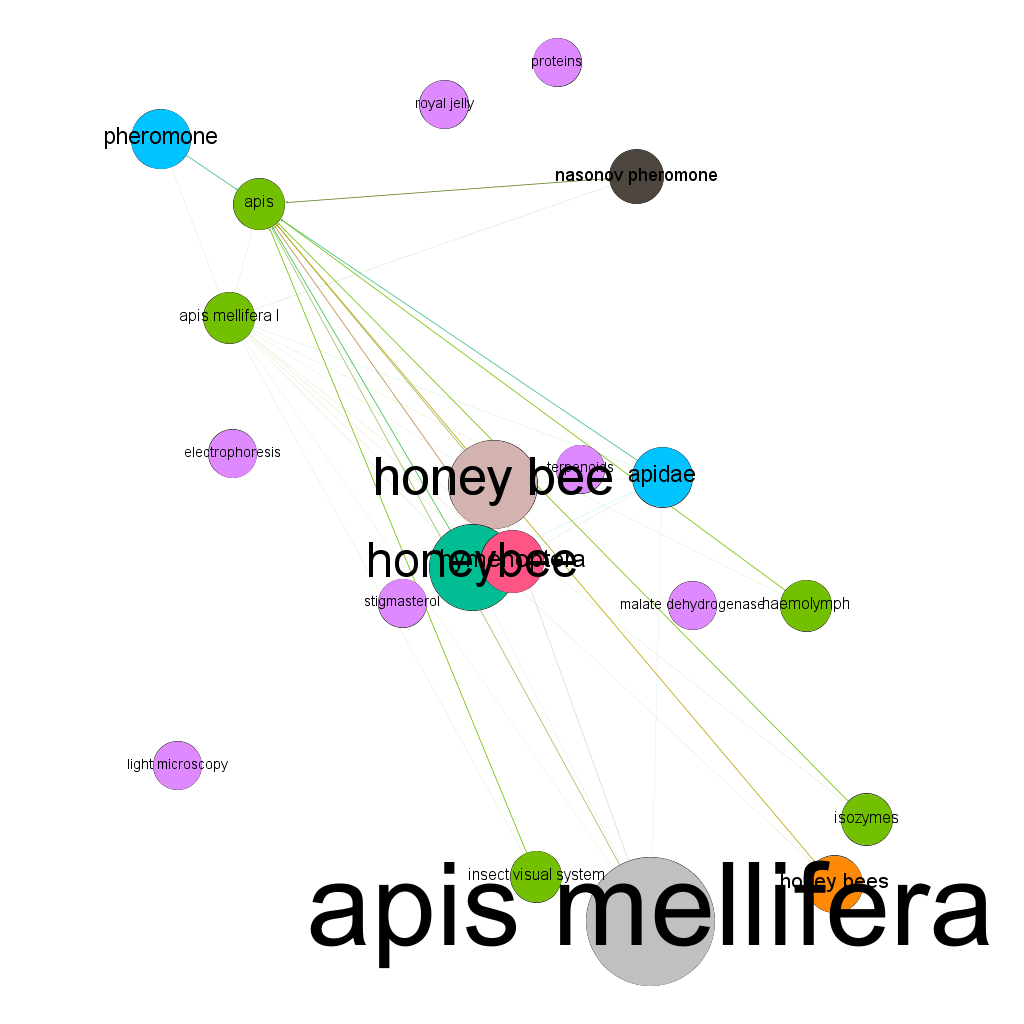 proteins
royal jelly
pheromone
nasonov pheromone
apis
apis mellifera l
electrophoresis
honey bee
terpenoids
apidae
honeybee
hymenoptera
stigmasterol
malate dehydrogenase
haemolymph
light microscopy
isozymes
insect visual system
honey bees
apis mellifera